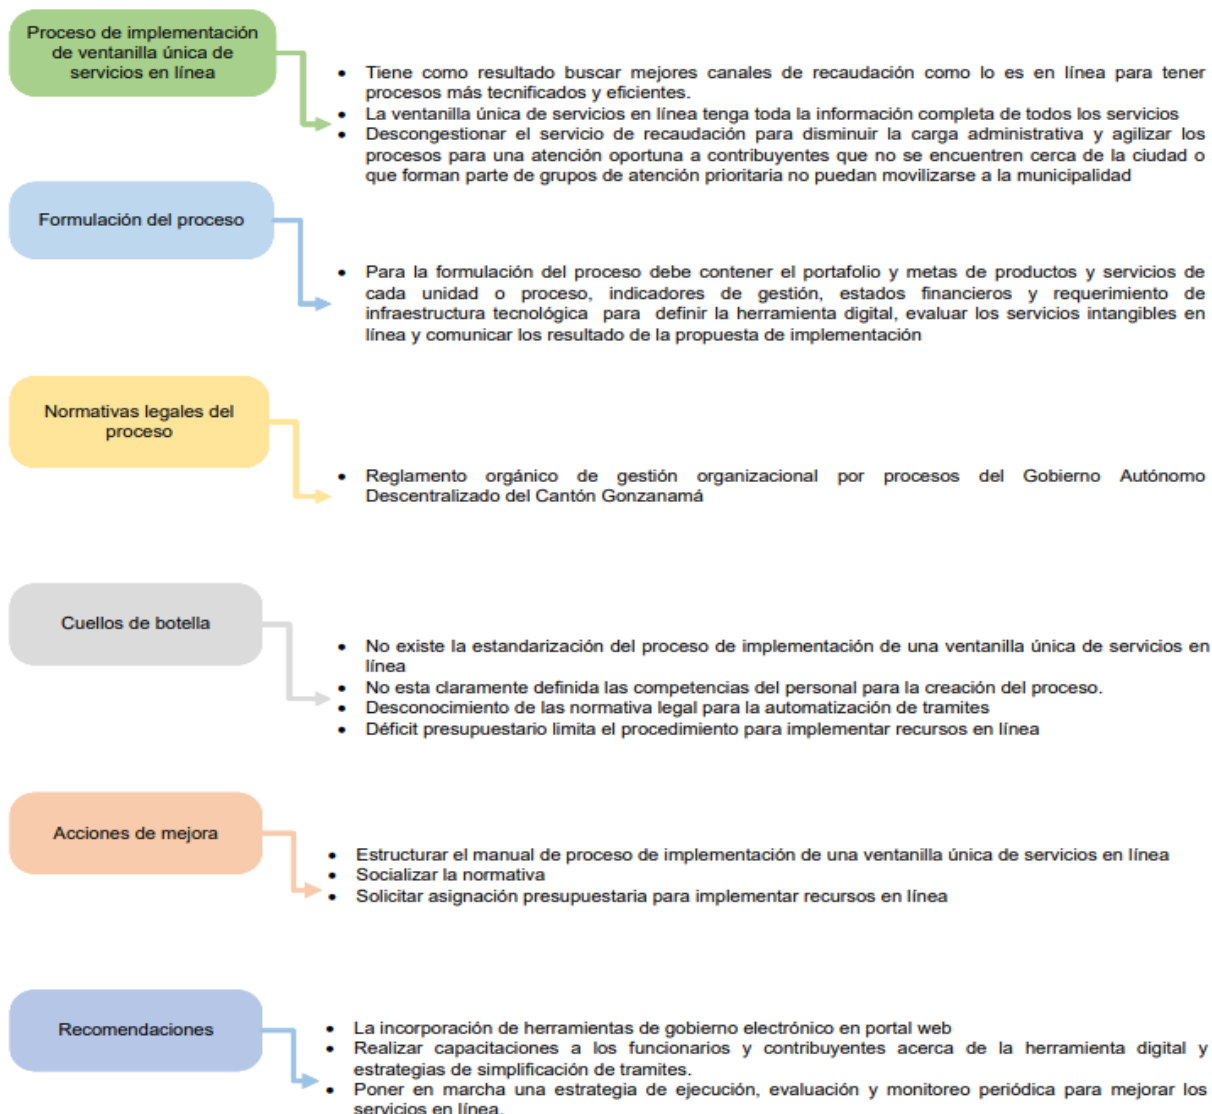 Proceso de implementación
de ventanilla única de
servicios en línea
• Tiene como resultado buscar mejores canales de recaudación como lo es en línea para tener
procesos más tecnificados y eficientes.
• La ventanilla única de servicios en línea tenga toda la información completa de todos los servicios
• Descongestionar el servicio de recaudación para disminuir la carga administrativa y agilizar los
procesos para una atención oportuna a contribuyentes que no se encuentren cerca de la ciudad o
que forman parte de grupos de atención prioritaria no puedan movilizarse a la municipalidad
Formulación del proceso
• Para la formulación del proceso debe contener el portafolio y metas de productos y servicios de
cada unidad o proceso, indicadores de gestión, estados financieros y requerimiento de
infraestructura tecnológica para definir la herramienta digital, evaluar los servicios intangibles en
línea y comunicar los resultado de la propuesta de implementación
Normativas legales del
proceso
• Reglamento orgánico de gestión organizacional por procesos del Gobierno Autónomo
Descentralizado del Cantón Gonzanamá
Cuellos de botella
• No existe la estandarización del proceso de implementación de una ventanilla única de servicios en
línea
• No esta claramente definida las competencias del personal para la creación del proceso.
• Desconocimiento de las normativa legal para la automatización de tramites
• Déficit presupuestario limita el procedimiento para implementar recursos en línea
Acciones de mejora
• Estructurar el manual de proceso de implementación de una ventanilla única de servicios en línea
• Socializar la normativa
• Solicitar asignación presupuestaria para implementar recursos en línea
Recomendaciones
• La incorporación de herramientas de gobierno electrónico en portal web
• Realizar capacitaciones a los funcionarios y contribuyentes acerca de la herramienta digital y
estrategias de simplificación de tramites.
• Poner en marcha una estrategia de ejecución, evaluación y monitoreo periódica para mejorar los
servicios en línea.